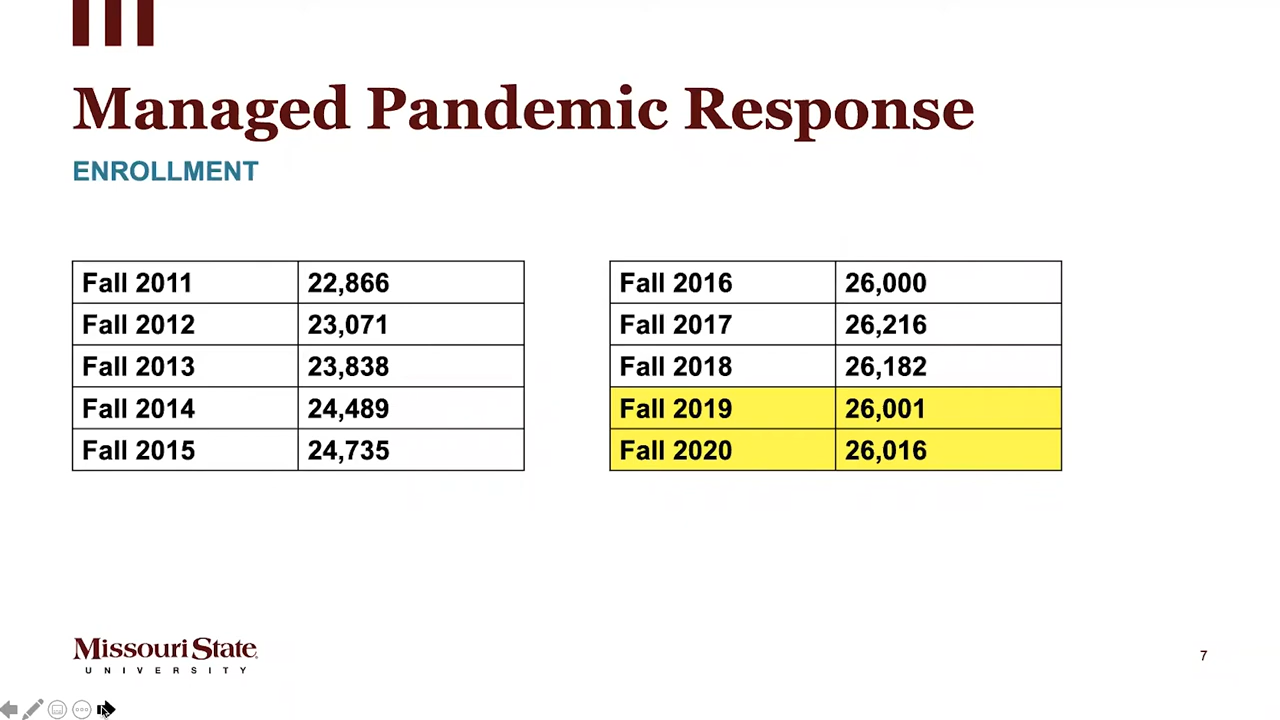 Managed Pandemic Response
ENROLLMENT
Fall 2011 22,866
Fall 2012 23,071
Fall 2013 23,838
Fall 2014 24,489
Fall 2015 24,735
Fall 2016 26,000
Fall 2017 26,216
Fall 2018 26,182
Fall 2019 26,001
Fall 2020 26,016
Missouri State
UNIVERSITY
7